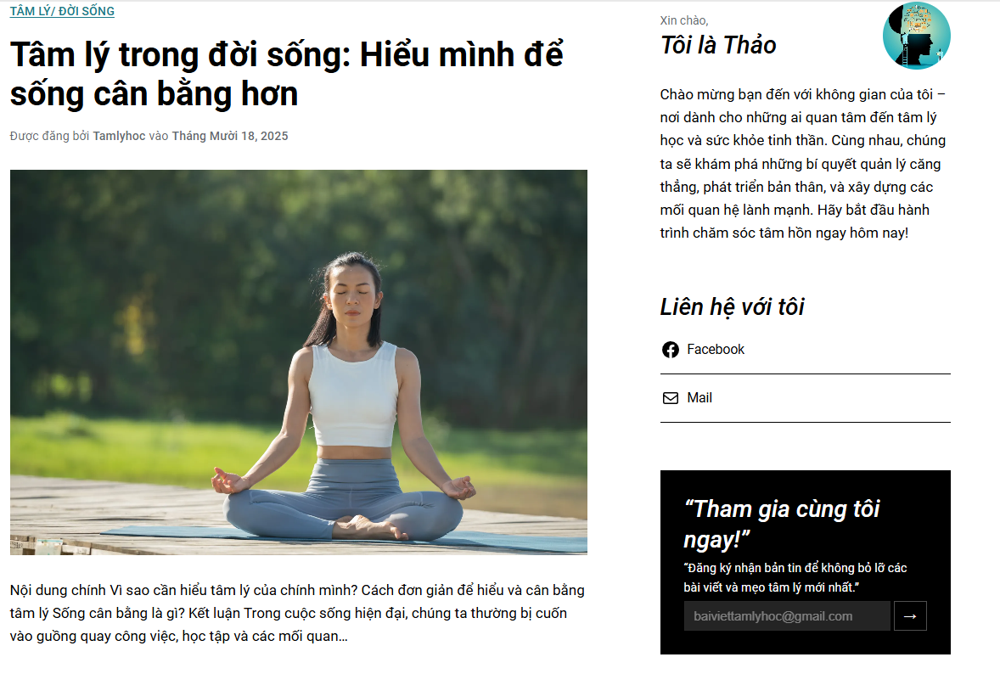 TÂM LÝ/ ĐỜI SỐNG
Tâm lý trong đời sống: Hiểu mình để
sống cân bằng hơn
Được đăng bởi Tamlyhoc vào Tháng Mười 18, 2025
Nội dung chính Vì sao cần hiểu tâm lý của chính mình? Cách đơn giản để hiểu và cân bằng
tâm lý Sống cân bằng là gì? Kết luận Trong cuộc sống hiện đại, chúng ta thường bị cuốn
vào guồng quay công việc, học tập và các mối quan…
Xin chào,
Tôi là Thảo
Chào mừng bạn đến với không gian của tôi –
nơi dành cho những ai quan tâm đến tâm lý
học và sức khỏe tinh thần. Cùng nhau, chúng
ta sẽ khám phá những bí quyết quản lý căng
thẳng, phát triển bản thân, và xây dựng các
mối quan hệ lành mạnh. Hãy bắt đầu hành
trình chăm sóc tâm hồn ngay hôm nay!
Liên hệ với tôi
Facebook
Mail
“Tham gia cùng tôi
ngay!”
“Đăng ký nhận bản tin để không bỏ lỡ các
bài viết và mẹo tâm lý mới nhất.”
baiviettamlyhoc@gmail.com
→